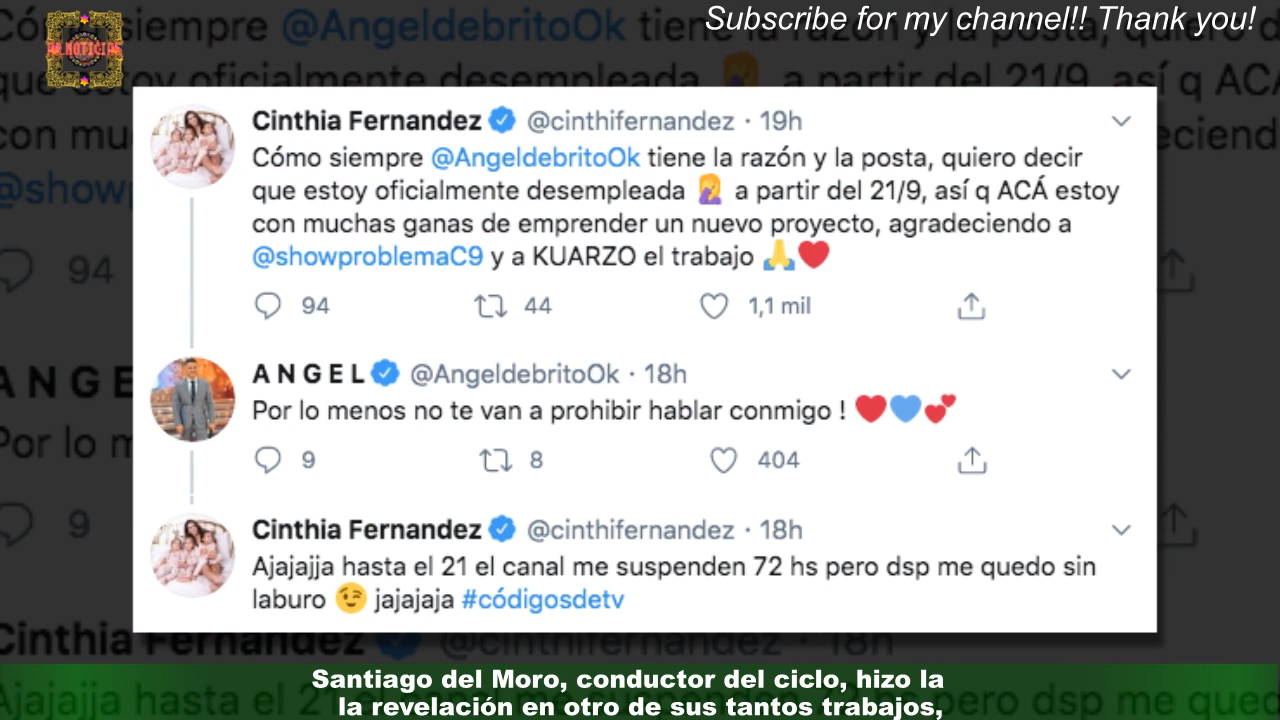 Subscribe for my channel!! Thank you!
Cinthia Fernandez @cinthifernandez · 19h
Cómo siempre @AngeldebritoOk tiene la razón y la posta, quiero decir
que estoy oficialmente desempleada 🤦‍♀️ a partir del 21/9, así q ACÁ estoy
con muchas ganas de emprender un nuevo proyecto, agradeciendo a
@showproblemaC9 y a KUARZO el trabajo 🙏❤️
94 44 1,1 mil
A N G E L @AngeldebritoOk · 18h
Por lo menos no te van a prohibir hablar conmigo ! ❤️💙💕
9 8 404
Cinthia Fernandez @cinthifernandez · 18h
Ajajajja hasta el 21 el canal me suspenden 72 hs pero dsp me quedo sin
laburo 😉 jajajaja #códigosdetv
Santiago del Moro, conductor del ciclo, hizo la
la revelación en otro de sus tantos trabajos,